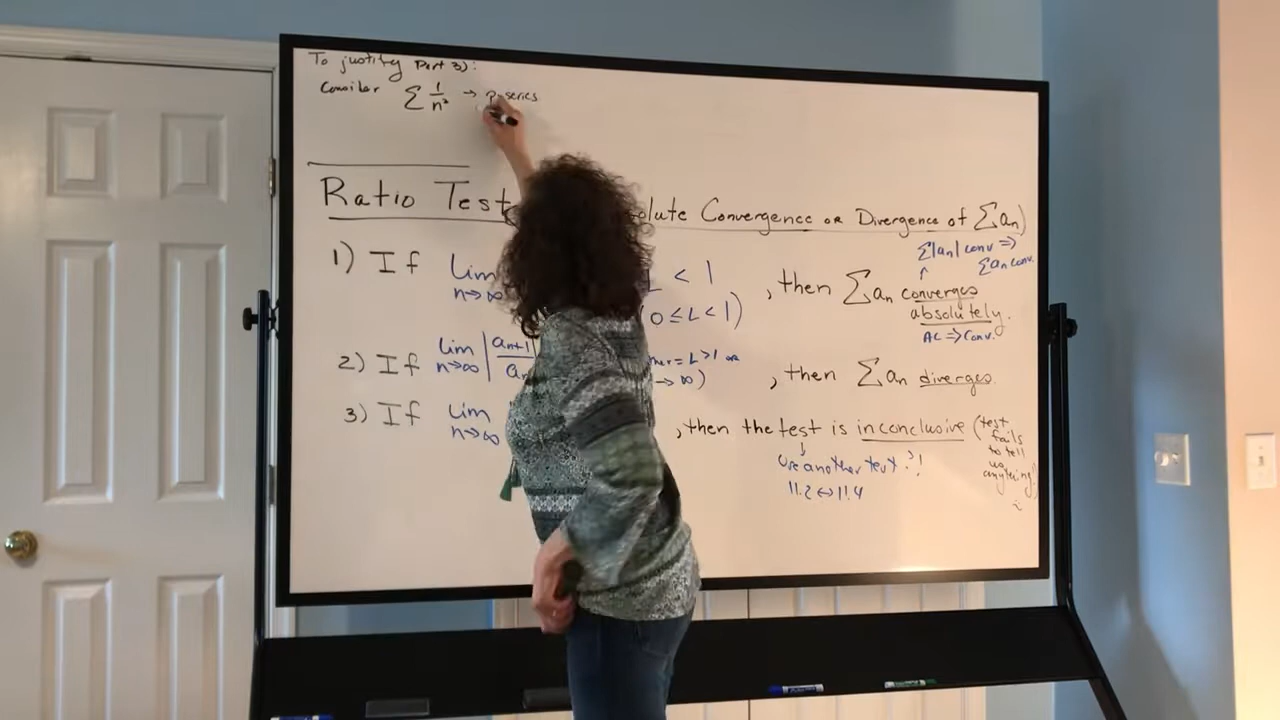 To justify Part 3):
Consider Σ 1/n² → p-series
Ratio Test Absolute Convergence or Divergence of Σan)
1) If lim n→∞ L < 1 (0 ≤ L < 1), then Σan converges absolutely.
Σ|an| conv ⇒ Σan conv.
AC ⇒ Conv.
2) If lim n→∞ |an+1/an = L > 1 or → ∞), then Σan diverges.
3) If lim n→∞ , then the test is inconclusive (test fails to tell us anything!)
Use another test!
11.2 ↔ 11.4